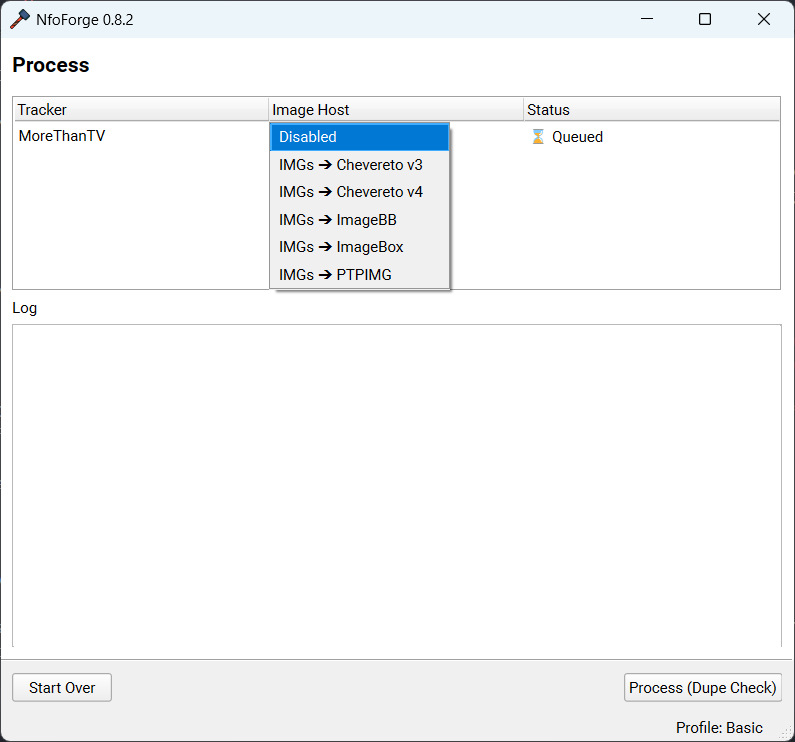 NfoForge 0.8.2
Process
Tracker Image Host Status
MoreThanTV Disabled Queued
IMGs ➔ Chevereto v3
IMGs ➔ Chevereto v4
IMGs ➔ ImageBB
IMGs ➔ ImageBox
IMGs ➔ PTPIMG
Log
Start Over Process (Dupe Check)
Profile: Basic